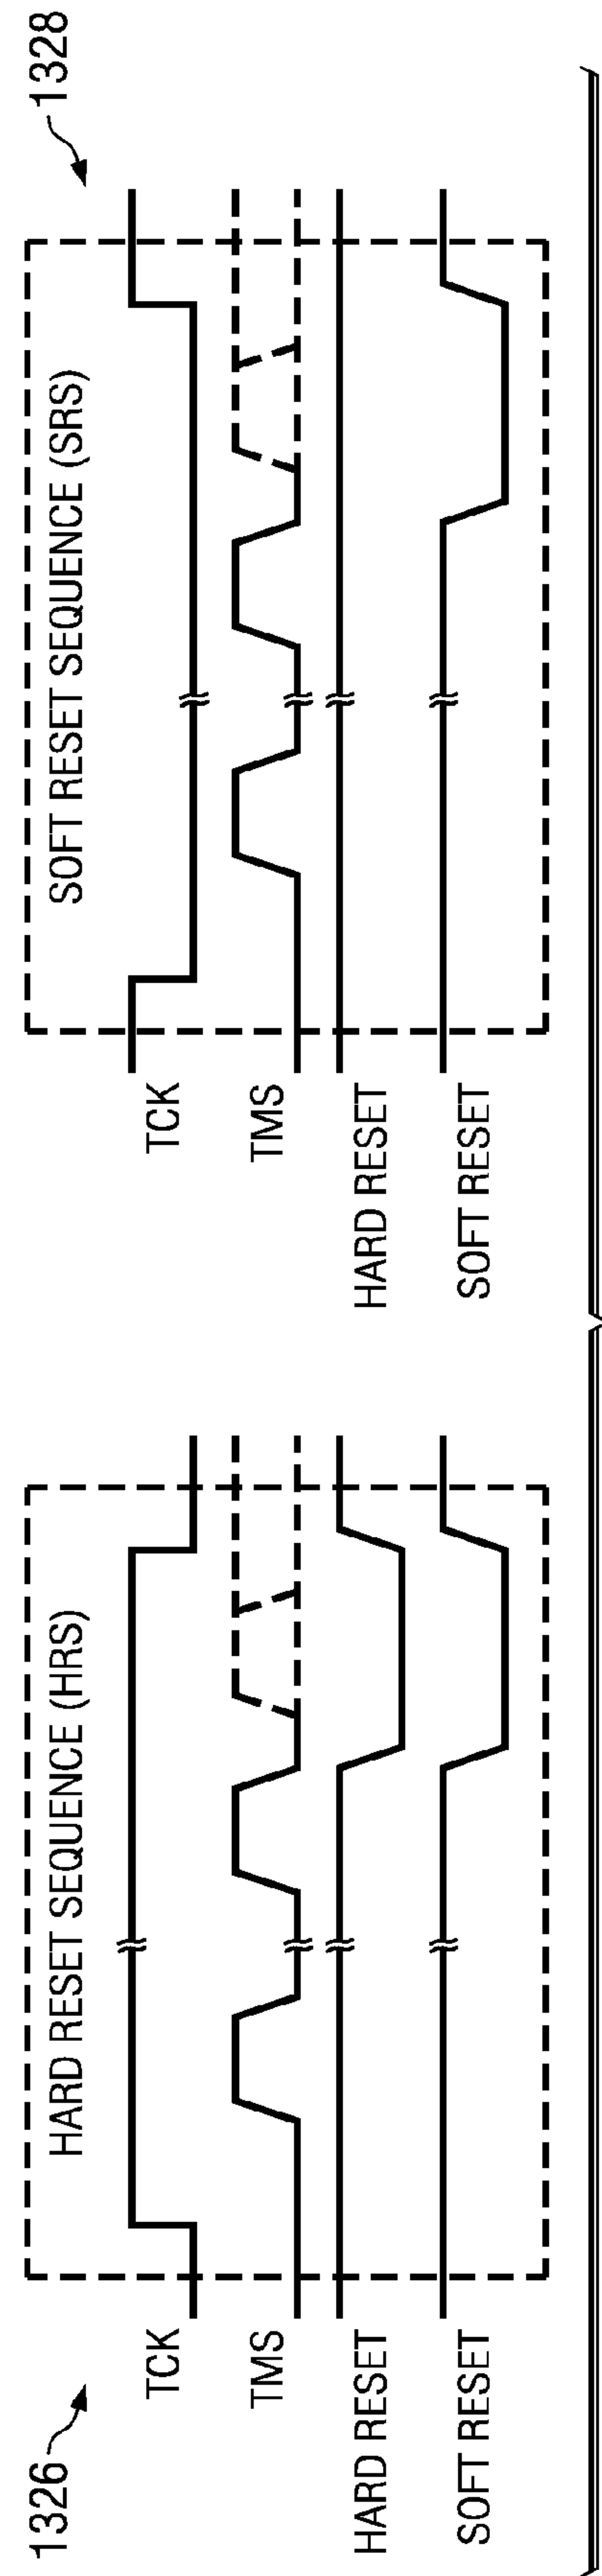 1326
HARD RESET SEQUENCE (HRS)
TCK
TMS
HARD RESET
SOFT RESET
1328
SOFT RESET SEQUENCE (SRS)
TCK
TMS
HARD RESET
SOFT RESET